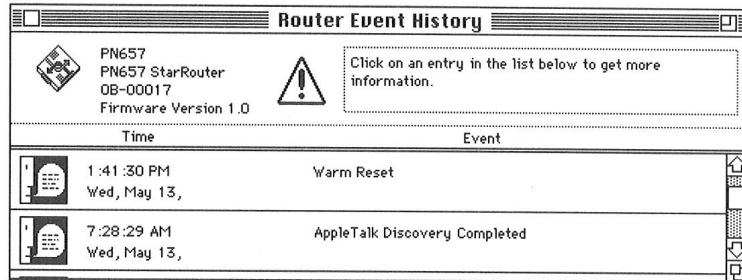 Router Event History
PN657
PN657 StarRouter
OB-00017
Firmware Version 1.0
Click on an entry in the list below to get more
information.
Time Event
1:41:30 PM Warm Reset
Wed, May 13,
7:28:29 AM AppleTalk Discovery Completed
Wed, May 13,